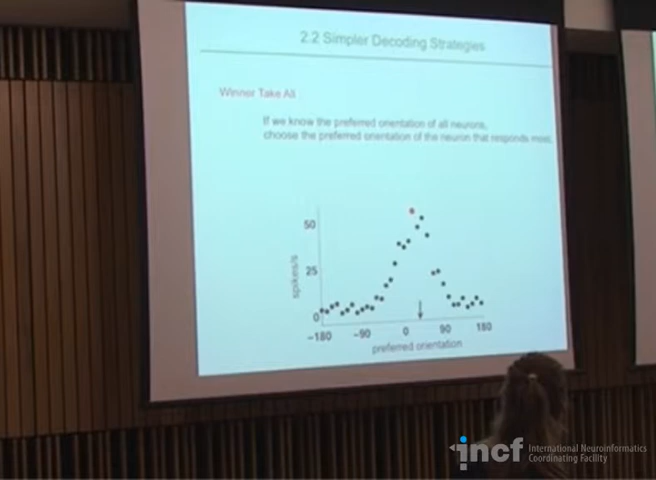 2.2 Simpler Decoding Strategies
Winner Take All
If we know the preferred orientation of all neurons,
choose the preferred orientation of the neuron that responds most.
50
25
0
spikes/s
-180 -90 0 90 180
preferred orientation
incf International Neuroinformatics
Coordinating Facility